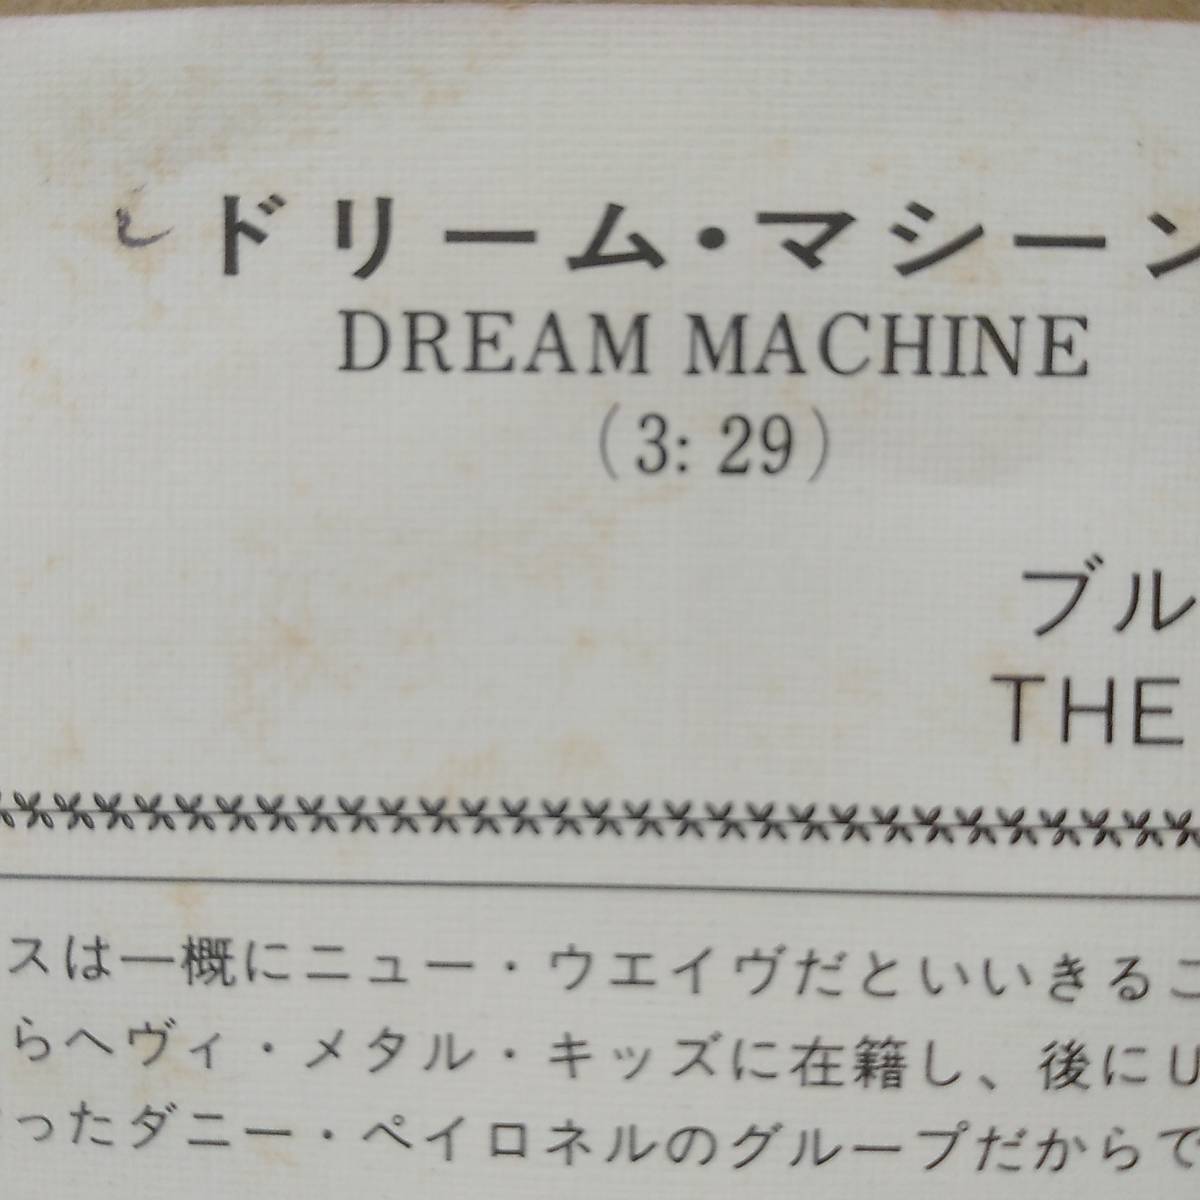 ドリーム・マシーン
DREAM MACHINE
(3:29)
ブル
THE
スは一概にニュー・ウエイヴだといいきるこ
らヘヴィ・メタル・キッズに在籍し、後にU
ったダニー・ペイロネルのグループだからで